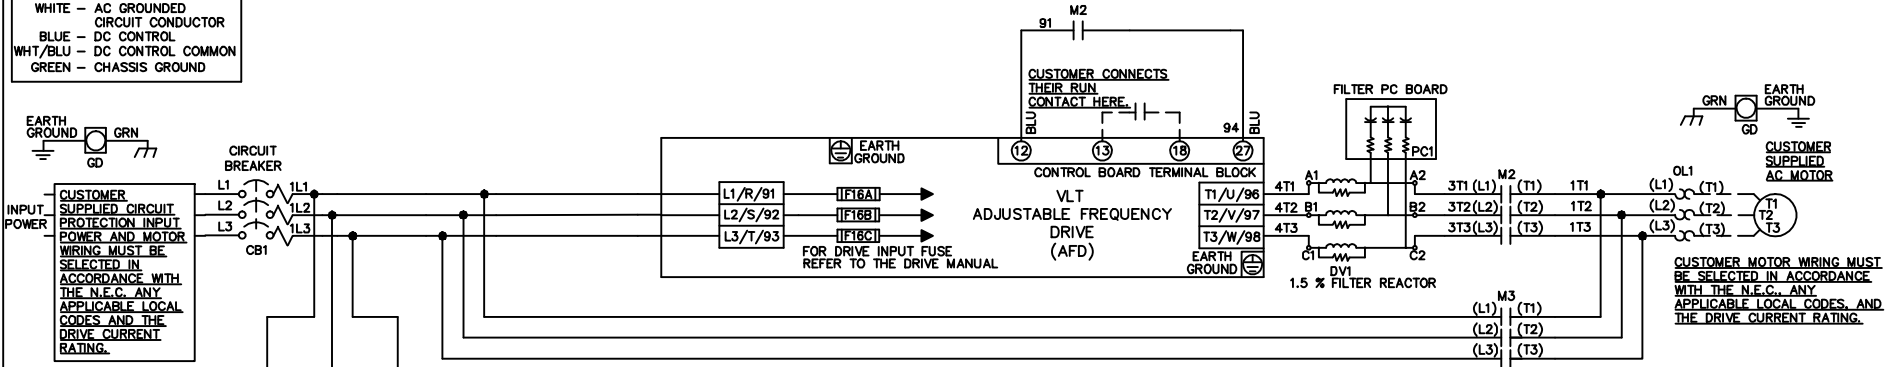 WHITE – AC GROUNDED
CIRCUIT CONDUCTOR
BLUE – DC CONTROL
WHT/BLU – DC CONTROL COMMON
GREEN – CHASSIS GROUND
EARTH
GROUND
GRN
GD
INPUT
POWER
CUSTOMER
SUPPLIED CIRCUIT
PROTECTION INPUT
POWER AND MOTOR
WIRING MUST BE
SELECTED IN
ACCORDANCE WITH
THE N.E.C. ANY
APPLICABLE LOCAL
CODES AND THE
DRIVE CURRENT
RATING.
CIRCUIT
BREAKER
L1 1L1
L2 1L2
L3 1L3
CB1
91
M2
CUSTOMER CONNECTS
THEIR RUN
CONTACT HERE.
BLU
94
BLU
12 13 18 27
CONTROL BOARD TERMINAL BLOCK
EARTH
GROUND
L1/R/91
L2/S/92
L3/T/93
F16A
F16B
F16C
FOR DRIVE INPUT FUSE
REFER TO THE DRIVE MANUAL
VLT
ADJUSTABLE FREQUENCY
DRIVE
(AFD)
T1/U/96
T2/V/97
T3/W/98
EARTH
GROUND
4T1
4T2
4T3
FILTER PC BOARD
PC1
A1 A2
B1 B2
C1 C2
DV1
1.5 % FILTER REACTOR
M2
3T1 (L1) (T1) 1T1
3T2(L2) (T2) 1T2
3T3(L3) (T3) 1T3
M3
(L1) (T1)
(L2) (T2)
(L3) (T3)
OL1
(L1) (T1)
(L2) (T2)
(L3) (T3)
T1
T2
T3
GRN
EARTH
GROUND
GD
CUSTOMER
SUPPLIED
AC MOTOR
CUSTOMER MOTOR WIRING MUST
BE SELECTED IN ACCORDANCE
WITH THE N.E.C., ANY
APPLICABLE LOCAL CODES, AND
THE DRIVE CURRENT RATING.